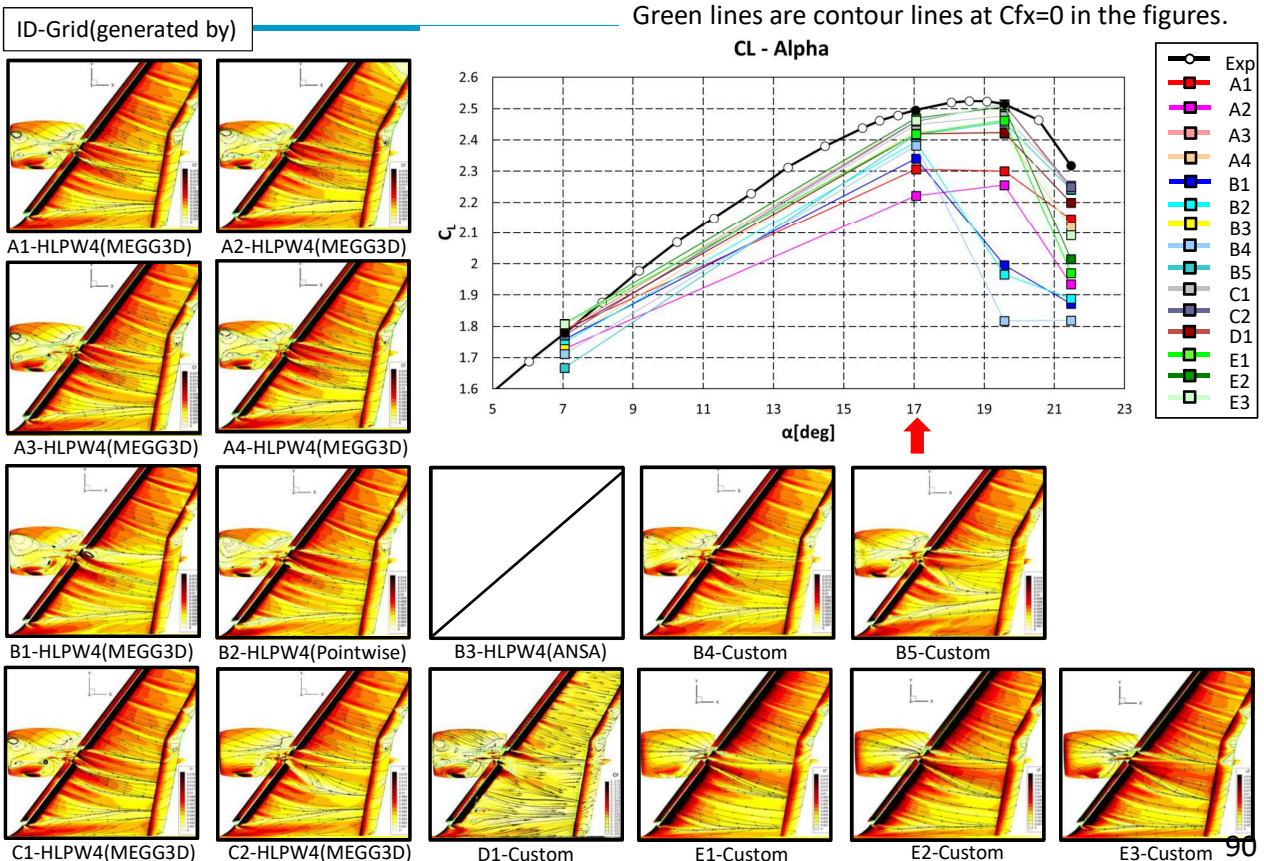 ID-Grid(generated by)
Green lines are contour lines at Cfx=0 in the figures.
CL - Alpha
2.6
2.5
2.4
2.3
2.2
2.1
2
1.9
1.8
1.7
1.6
CL
5 7 9 11 13 15 17 19 21 23
α[deg]
Exp
A1
A2
A3
A4
B1
B2
B3
B4
B5
C1
C2
D1
E1
E2
E3
A1-HLPW4(MEGG3D) A2-HLPW4(MEGG3D)
A3-HLPW4(MEGG3D) A4-HLPW4(MEGG3D)
B1-HLPW4(MEGG3D) B2-HLPW4(Pointwise) B3-HLPW4(ANSA) B4-Custom B5-Custom
C1-HLPW4(MEGG3D) C2-HLPW4(MEGG3D) D1-Custom E1-Custom E2-Custom E3-Custom
90